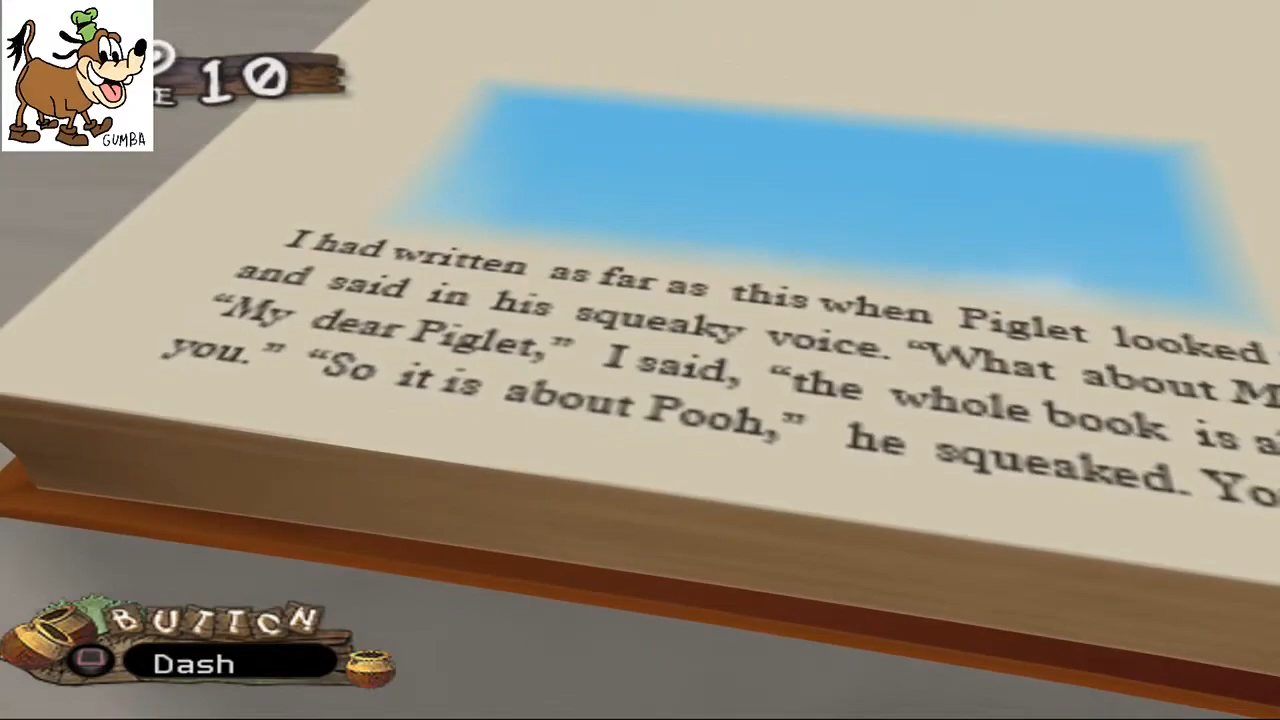 GUMBA
10
I had written as far as this when Piglet looked
and said in his squeaky voice. “What about M
“My dear Piglet,” I said, “the whole book is a
you.” “So it is about Pooh,” he squeaked. Yo
BUTTON
Dash